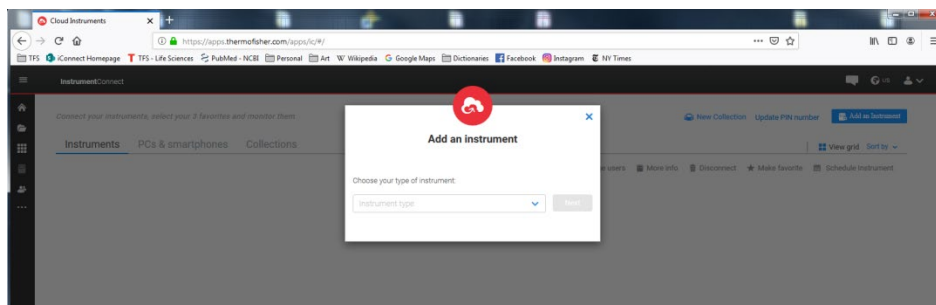 Cloud Instruments
https://apps.thermofisher.com/apps/ic/#/
TFS iConnect Homepage TFS - Life Sciences PubMed - NCBI Personal Art Wikipedia Google Maps Dictionaries Facebook Instagram NY Times
InstrumentConnect
US
Connect your instruments, select your 3 favorites and monitor them.
New Collection Update PIN number Add an Instrument
Instruments PCs & smartphones Collections
View grid Sort by
users More info Disconnect Make favorite Schedule Instrument
Add an instrument
Choose your type of instrument:
Instrument type
Next